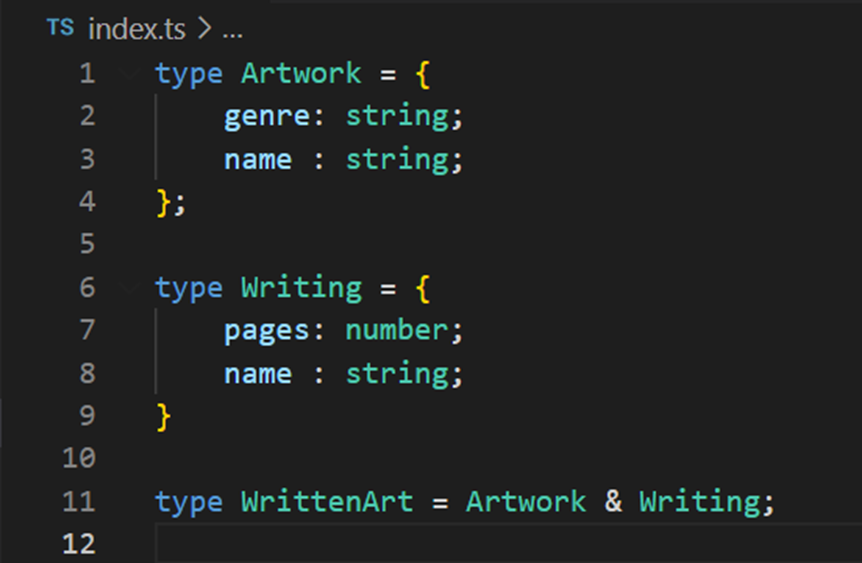 TS index.ts > ...
1 type Artwork = {
2 genre: string;
3 name : string;
4 };
5
6 type Writing = {
7 pages: number;
8 name : string;
9 }
10
11 type WrittenArt = Artwork & Writing;
12